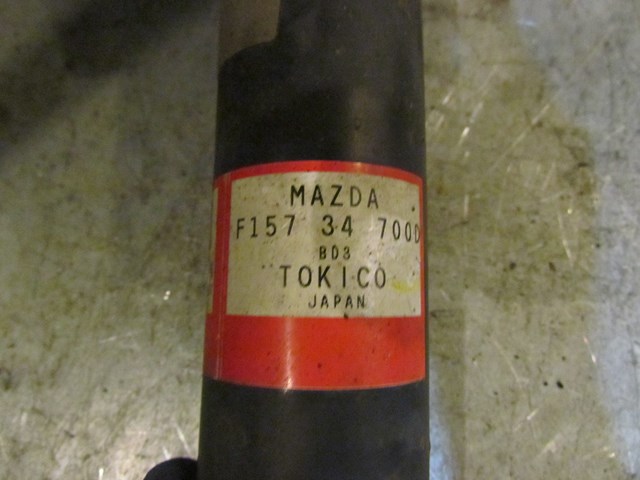 MAZDA
F157 34 700D
BD3
TOKICO
JAPAN